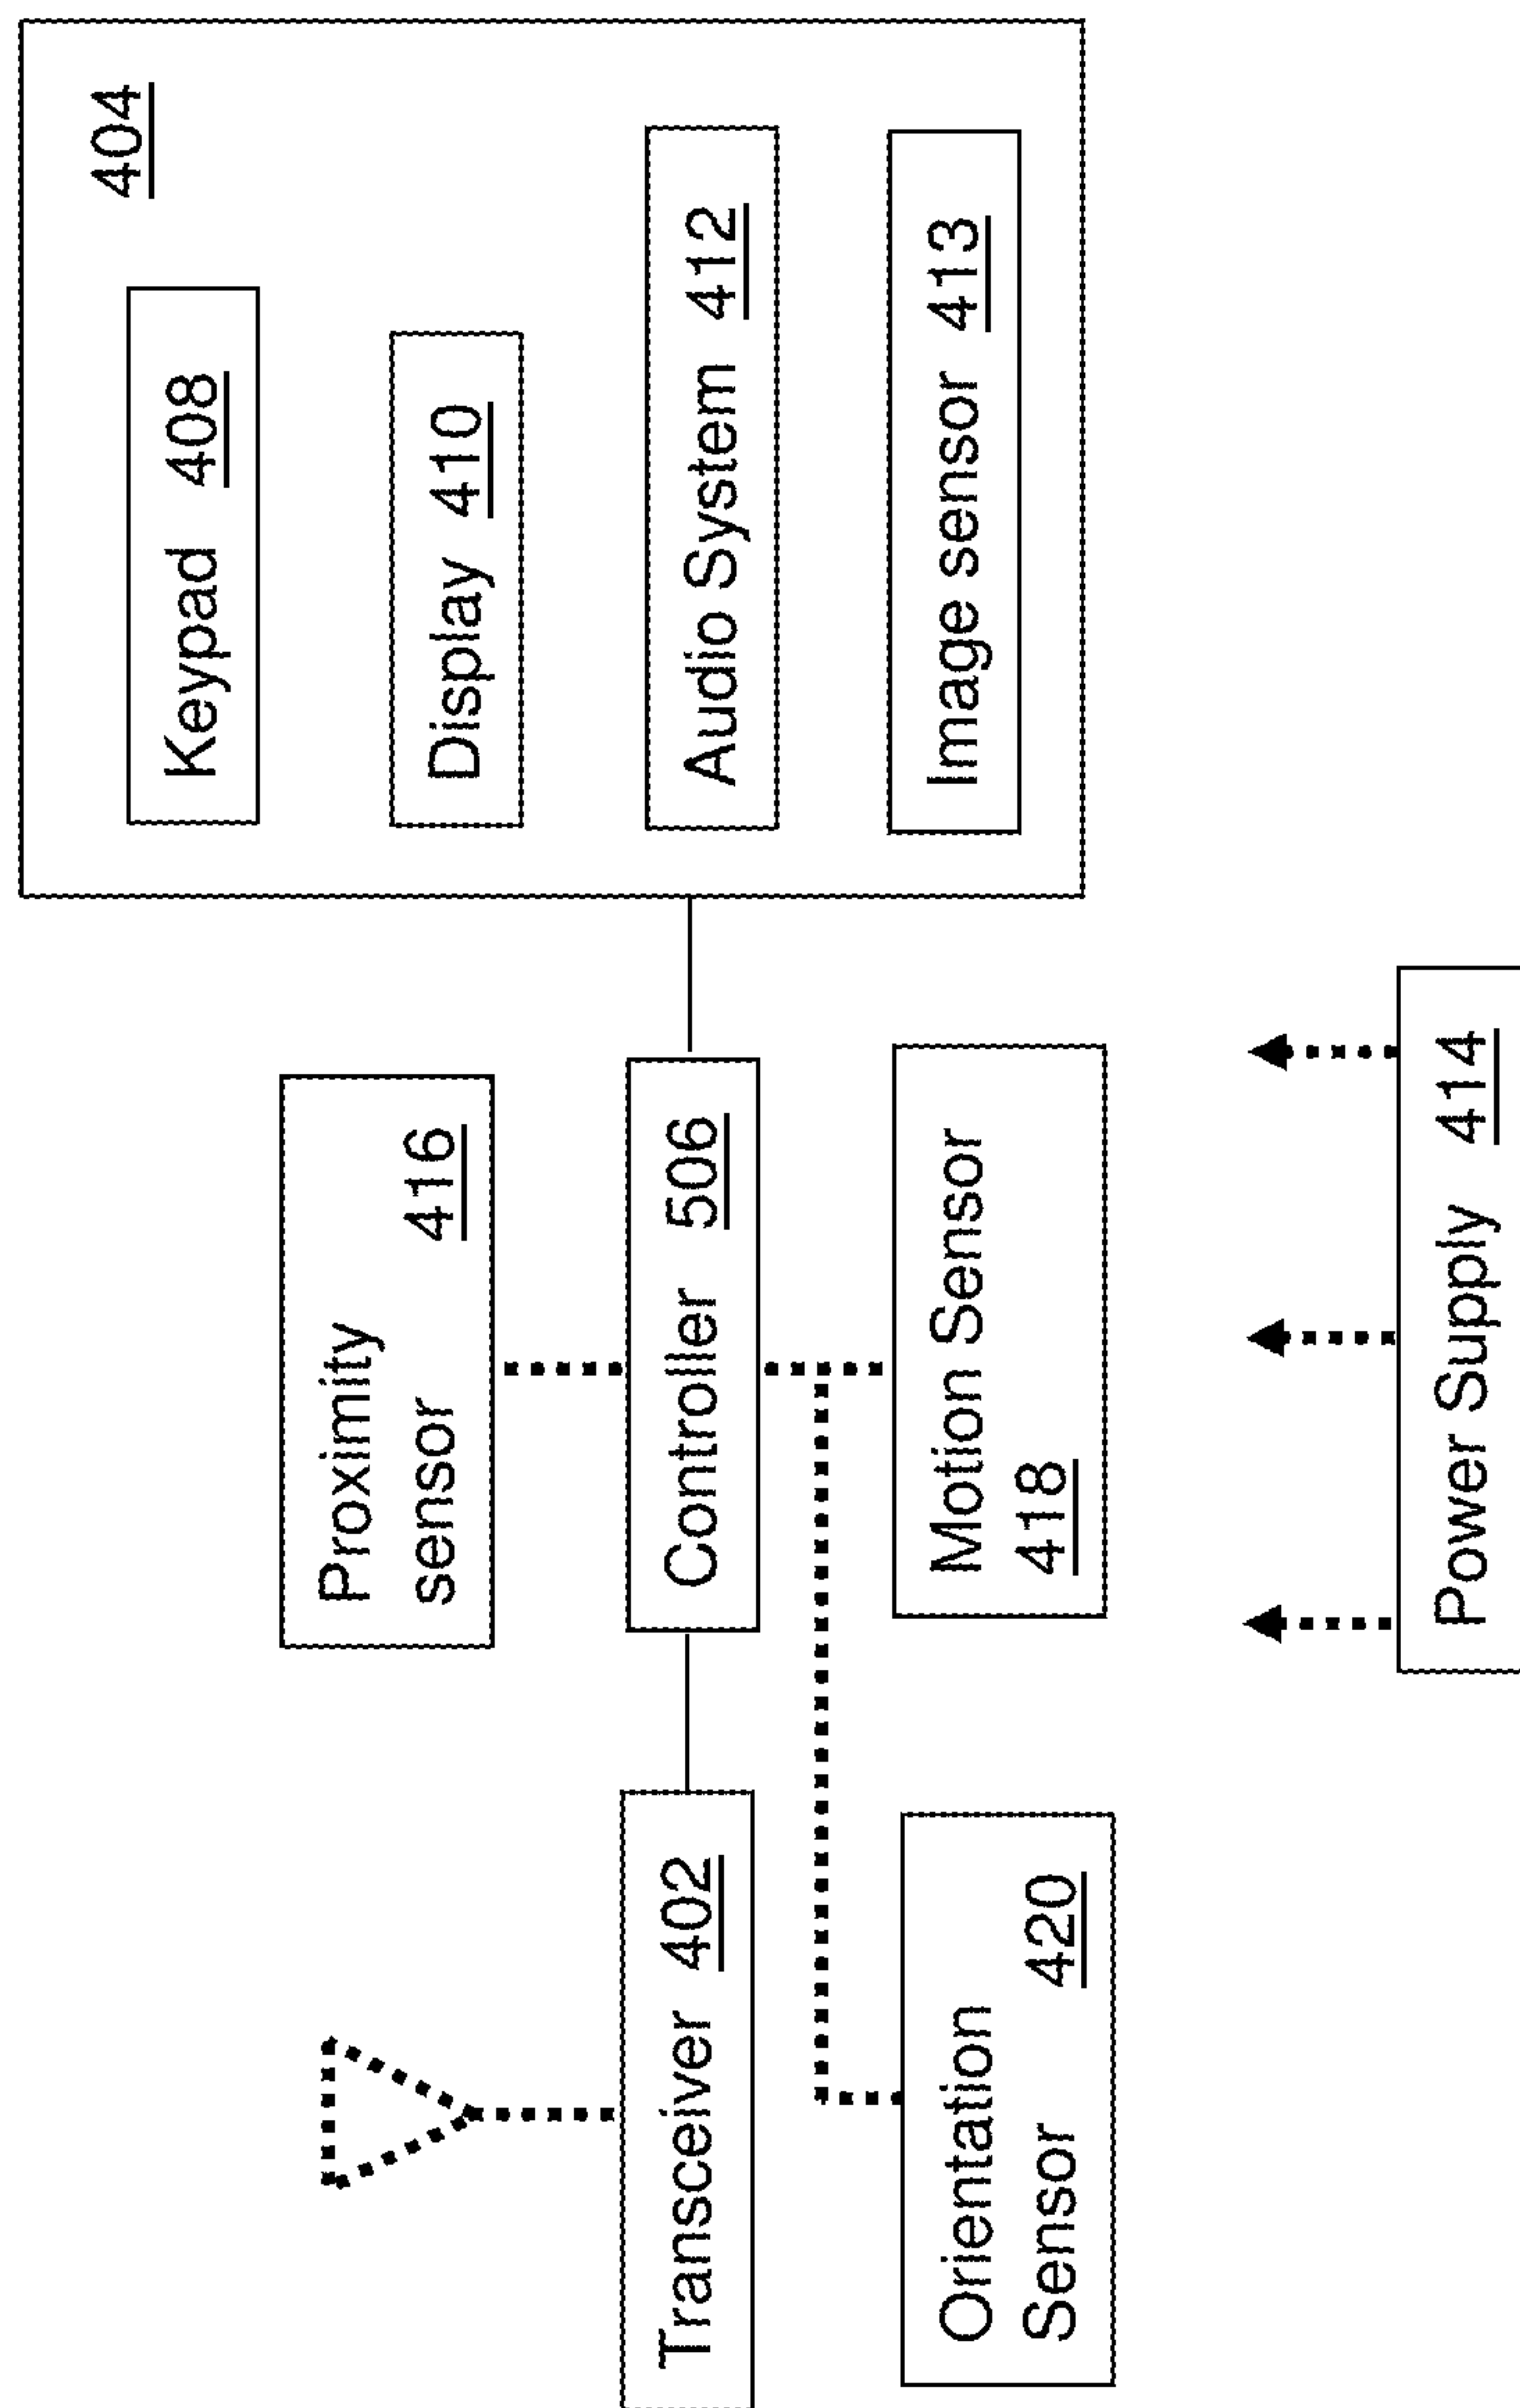 404
Keypad 408
Display 410
Audio System 412
Image sensor 413
Proximity
sensor 416
Controller 506
Motion Sensor
418
Transceiver 402
Orientation
Sensor 420
Power Supply 414